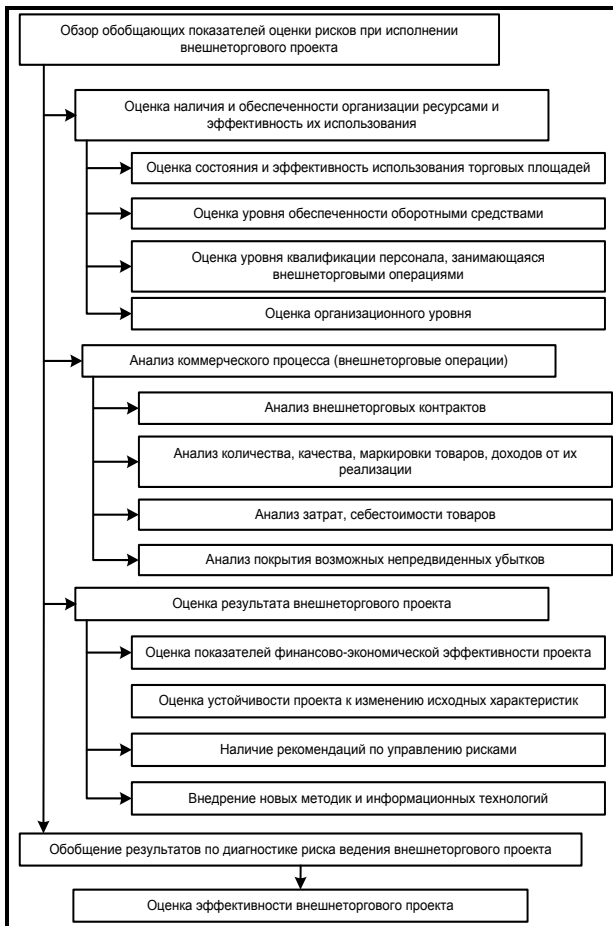 Обзор обобщающих показателей оценки рисков при исполнении
внешнеторгового проекта
Оценка наличия и обеспеченности организации ресурсами и
эффективность их использования
Оценка состояния и эффективность использования торговых площадей
Оценка уровня обеспеченности оборотными средствами
Оценка уровня квалификации персонала, занимающаяся
внешнеторговыми операциями
Оценка организационного уровня
Анализ коммерческого процесса (внешнеторговые операции)
Анализ внешнеторговых контрактов
Анализ количества, качества, маркировки товаров, доходов от их
реализации
Анализ затрат, себестоимости товаров
Анализ покрытия возможных непредвиденных убытков
Оценка результата внешнеторгового проекта
Оценка показателей финансово-экономической эффективности проекта
Оценка устойчивости проекта к изменению исходных характеристик
Наличие рекомендаций по управлению рисками
Внедрение новых методик и информационных технологий
Обобщение результатов по диагностике риска ведения внешнеторгового проекта
Оценка эффективности внешнеторгового проекта